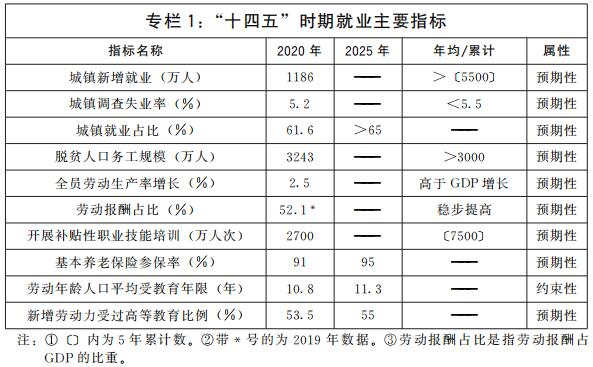 专栏 1：“十四五”时期就业主要指标
指标名称 2020 年 2025 年 年均/累计 属性
城镇新增就业（万人） 1186 —— ＞〔5500〕 预期性
城镇调查失业率（%） 5.2 —— ＜5.5 预期性
城镇就业占比（%） 61.6 ＞65 —— 预期性
脱贫人口务工规模（万人） 3243 —— ＞3000 预期性
全员劳动生产率增长（%） 2.5 —— 高于 GDP 增长 预期性
劳动报酬占比（%） 52.1* —— 稳步提高 预期性
开展补贴性职业技能培训（万人次） 2700 —— 〔7500〕 预期性
基本养老保险参保率（%） 91 95 —— 预期性
劳动年龄人口平均受教育年限（年） 10.8 11.3 —— 约束性
新增劳动力受过高等教育比例（%） 53.5 55 —— 预期性
注：①〔〕内为 5 年累计数。②带 * 号的为 2019 年数据。③劳动报酬占比是指劳动报酬占
GDP 的比重。